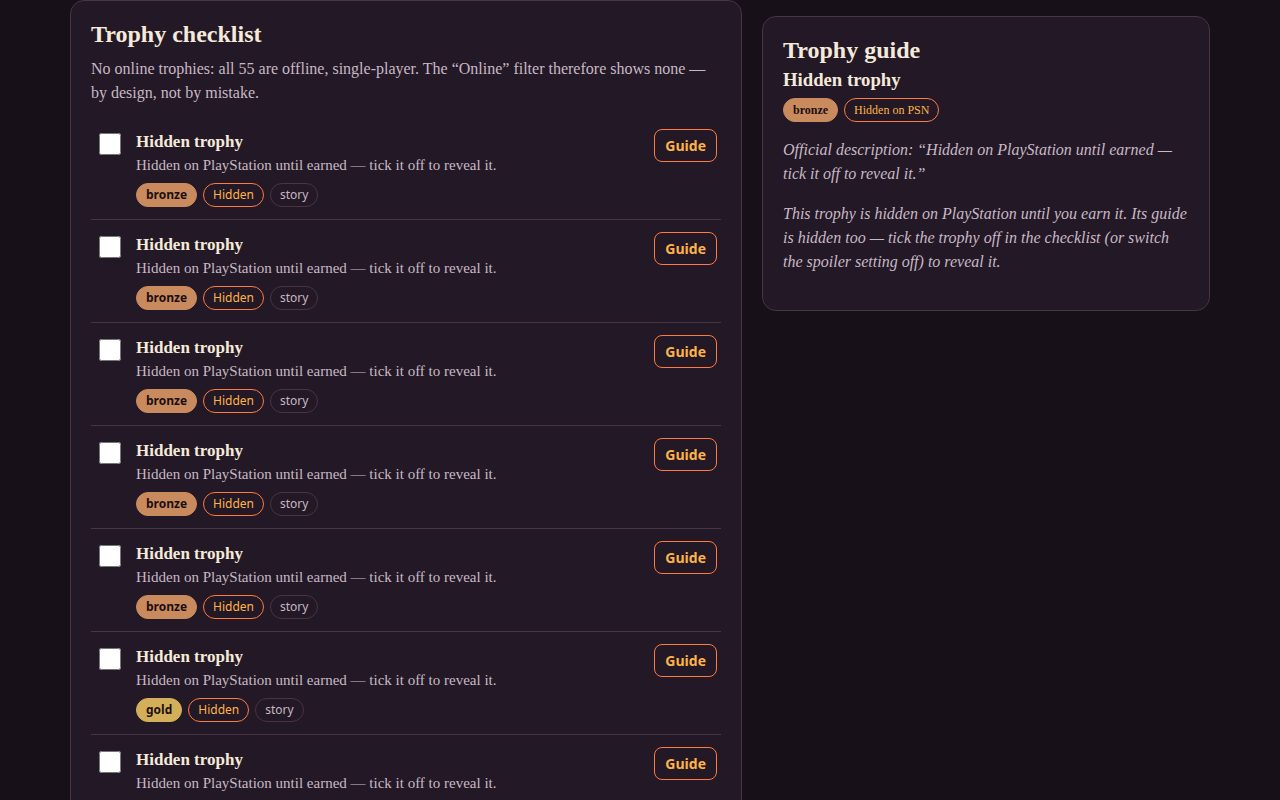 Trophy checklist
No online trophies: all 55 are offline, single-player. The “Online” filter therefore shows none —
by design, not by mistake.
Hidden trophy
Guide
Hidden on PlayStation until earned — tick it off to reveal it.
bronze Hidden story
Hidden trophy
Guide
Hidden on PlayStation until earned — tick it off to reveal it.
bronze Hidden story
Hidden trophy
Guide
Hidden on PlayStation until earned — tick it off to reveal it.
bronze Hidden story
Hidden trophy
Guide
Hidden on PlayStation until earned — tick it off to reveal it.
bronze Hidden story
Hidden trophy
Guide
Hidden on PlayStation until earned — tick it off to reveal it.
bronze Hidden story
Hidden trophy
Guide
Hidden on PlayStation until earned — tick it off to reveal it.
gold Hidden story
Hidden trophy
Guide
Hidden on PlayStation until earned — tick it off to reveal it.
Trophy guide
Hidden trophy
bronze Hidden on PSN
Official description: “Hidden on PlayStation until earned —
tick it off to reveal it.”
This trophy is hidden on PlayStation until you earn it. Its guide
is hidden too — tick the trophy off in the checklist (or switch
the spoiler setting off) to reveal it.